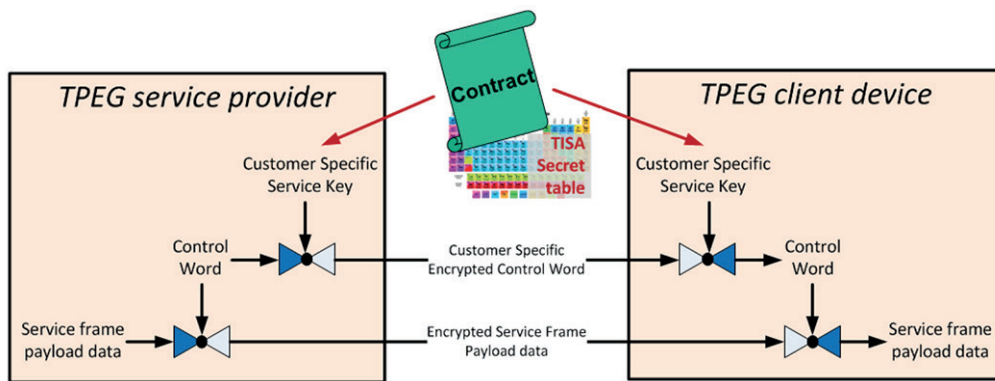 Contract
TISA
Secret
table
TPEG service provider
Customer Specific
Service Key
Control
Word
Service frame
payload data
Customer Specific
Encrypted Control Word
Encrypted Service Frame
Payload data
TPEG client device
Customer Specific
Service Key
Control
Word
Service frame
payload data